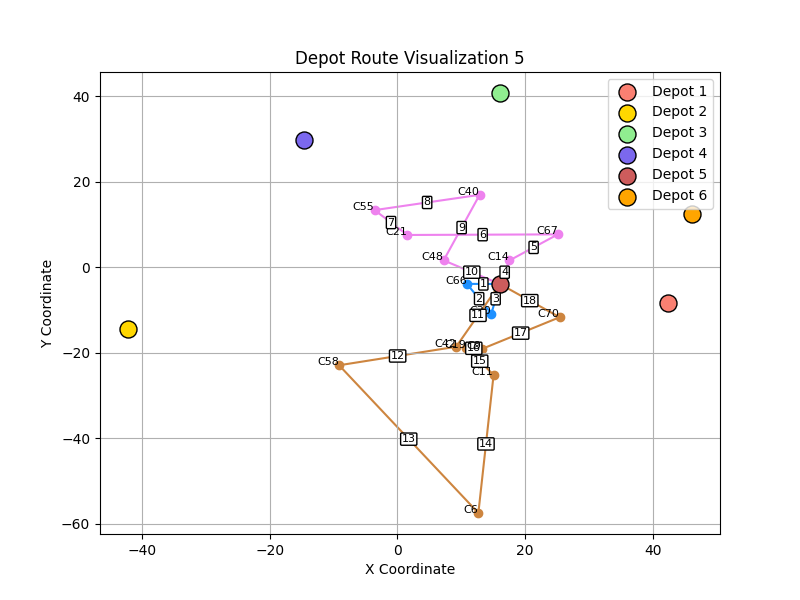 Depot Route Visualization 5
Depot 1
Depot 2
Depot 3
Depot 4
Depot 5
Depot 6
Y Coordinate
40
20
0
−20
−40
−60
C40
C55
8
7
C21
9
6
C67
5
C48
C14
10
4
C66
1
2
3
18
11
C70
17
C42
16
12
C58
15
C11
13
14
C6
−40
−20
0
20
40
X Coordinate